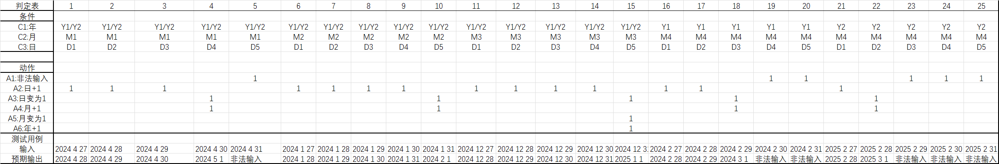 判定表 1 2 3 4 5 6 7 8 9 10 11 12 13 14 15 16 17 18 19 20 21 22 23 24 25
条件
C1:年 Y1/Y2 Y1/Y2 Y1/Y2 Y1/Y2 Y1/Y2 Y1/Y2 Y1/Y2 Y1/Y2 Y1/Y2 Y1/Y2 Y1/Y2 Y1/Y2 Y1/Y2 Y1/Y2 Y1/Y2 Y1 Y1 Y1 Y1 Y1 Y2 Y2 Y2 Y2 Y2
C2:月 M1 M1 M1 M1 M1 M2 M2 M2 M2 M2 M3 M3 M3 M3 M3 M4 M4 M4 M4 M4 M4 M4 M4 M4 M4
C3:日 D1 D2 D3 D4 D5 D1 D2 D3 D4 D5 D1 D2 D3 D4 D5 D1 D2 D3 D4 D5 D1 D2 D3 D4 D5
动作
A1:非法输入 1 1 1 1 1 1
A2:日+1 1 1 1 1 1 1 1 1 1 1 1 1 1 1
A3:日变为1 1 1 1 1 1
A4:月+1 1 1 1 1
A5:月变为1 1
A6:年+1 1
测试用例
输入 2024 4 27 2024 4 28 2024 4 29 2024 4 30 2024 4 31 2024 1 27 2024 1 28 2024 1 29 2024 1 30 2024 1 31 2024 12 27 2024 12 28 2024 12 29 2024 12 30 2024 12 31 2024 2 27 2024 2 28 2024 2 29 2024 2 30 2024 2 31 2025 2 27 2025 2 28 2025 2 29 2025 2 30 2025 2 31
预期输出 2024 4 28 2024 4 29 2024 4 30 2024 5 1 非法输入 2024 1 28 2024 1 29 2024 1 30 2024 1 31 2024 2 1 2024 12 28 2024 12 29 2024 12 30 2024 12 31 2025 1 1 2024 2 28 2024 2 29 2024 3 1 非法输入 非法输入 2025 2 28 2025 3 1 非法输入 非法输入 非法输入